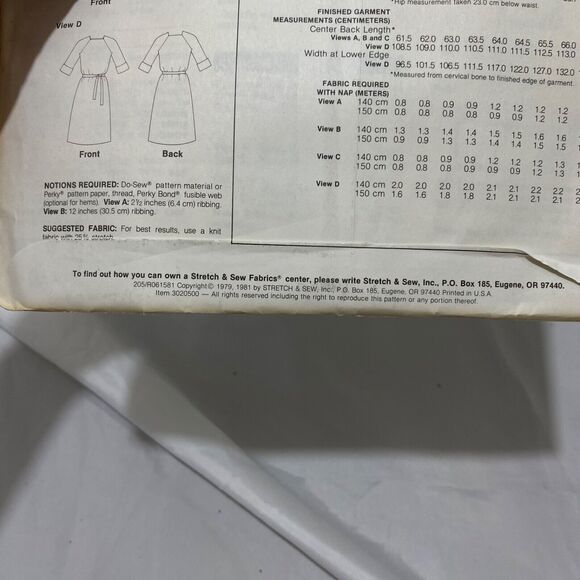 Front
*Hip measurement taken 23.0 cm below waist.
View D
Front
Back
NOTIONS REQUIRED: Do-Sew® pattern material or
Perky® pattern paper, thread, Perky Bond® fusible web
(optional for hems). View A: 2½ inches (6.4 cm) ribbing.
View B: 12 inches (30.5 cm) ribbing.
SUGGESTED FABRIC: For best results, use a knit
fabric with 25% stretch.
FINISHED GARMENT
MEASUREMENTS (CENTIMETERS)
Center Back Length*
Views A, B and C 61.5 62.0 63.0 63.5 64.0 64.5 65.5 66.0
View D 108.5 109.0 110.0 110.5 111.0 111.5 112.5 113.0
Width at Lower Edge
View D 96.5 101.5 106.5 111.5 117.0 122.0 127.0 132.0
*Measured from cervical bone to finished edge of garment.
FABRIC REQUIRED
WITH NAP (METERS)
View A 140 cm 0.8 0.8 0.9 0.9 1.2 1.2 1.2
150 cm 0.8 0.8 0.8 0.8 0.9 0.9 1.2 1.2
View B 140 cm 1.3 1.3 1.4 1.4 1.5 1.5 1.6 1.6
150 cm 0.9 0.9 1.3 1.3 1.4 1.4 1.5 1.5
View C 140 cm 0.8 0.8 0.9 0.9 1.2 1.2 1.2 1.3
150 cm 0.8 0.8 0.8 0.8 0.9 0.9 1.2 1.3
View D 140 cm 2.0 2.0 2.0 2.0 2.1 2.1 2.2 2.2
150 cm 1.6 1.6 1.8 1.8 2.1 2.1 2.1 2.1
To find out how you can own a Stretch & Sew Fabrics® center, please write Stretch & Sew, Inc., P.O. Box 185, Eugene, OR 97440.
205/R061581 Copyright © 1979, 1981 by STRETCH & SEW, Inc., P.O. Box 185, Eugene, OR 97440 Printed in U.S.A.
Item 3020500 — All rights reserved including the right to reproduce this pattern or any portion thereof.